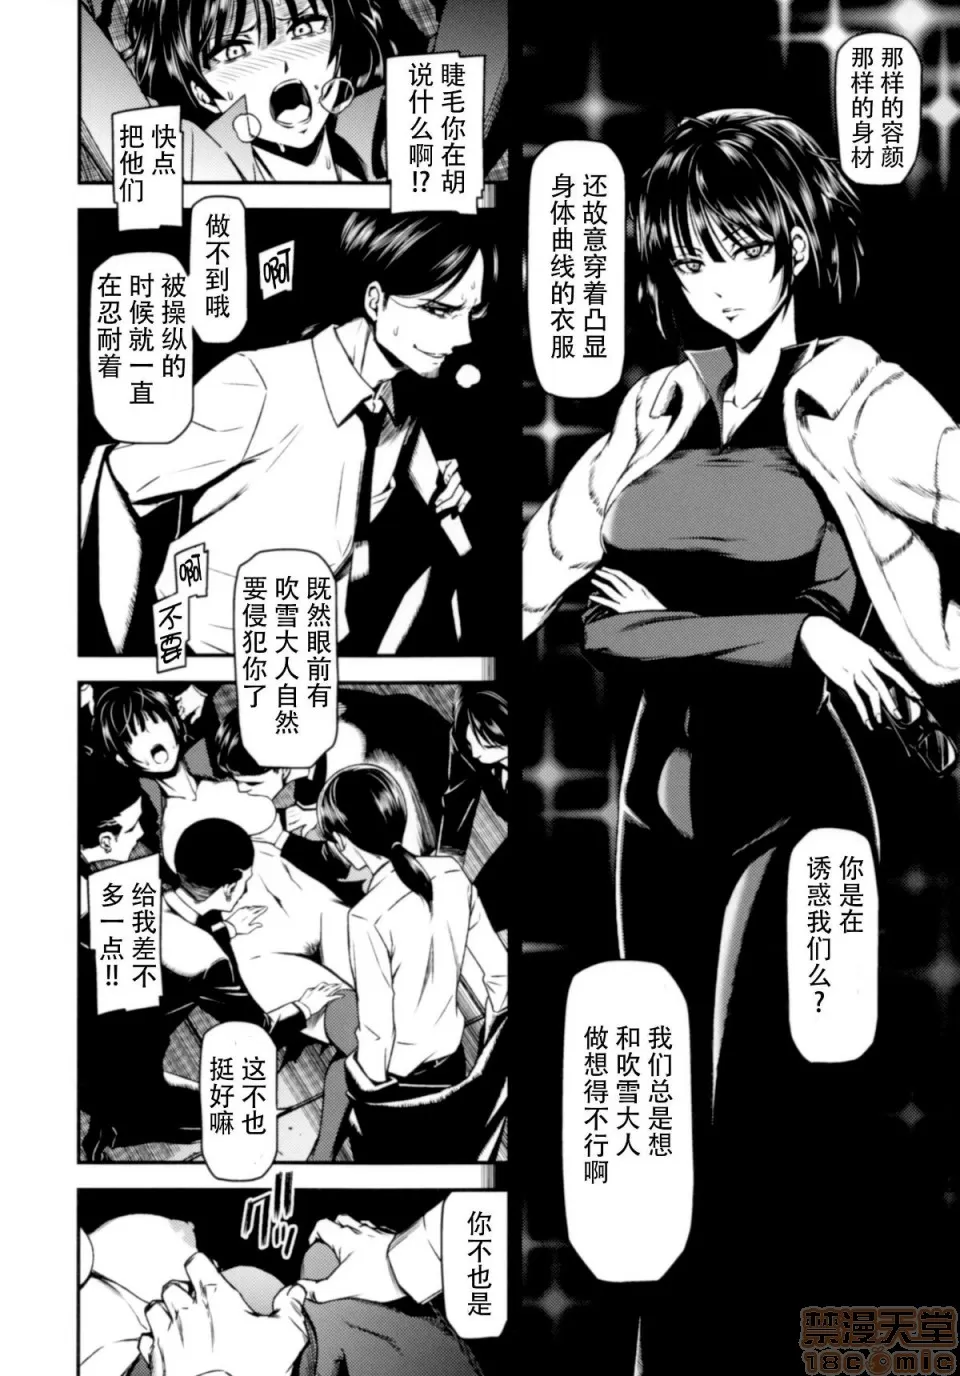 那样的容颜
那样的身材
还故意穿着凸显
身体曲线的衣服
你是在
诱惑我们么?
我们总是想
和吹雪大人
做想得不行啊
睫毛你在胡
说什么啊!?
快点
把他们
做不到哦
被操纵的
时候就一直
在忍耐着
啊
既然眼前有
吹雪大人自然
要侵犯你了
啊
不要
给我差不
多一点!!
这不也
挺好嘛
你不也是
禁漫天堂
18comic